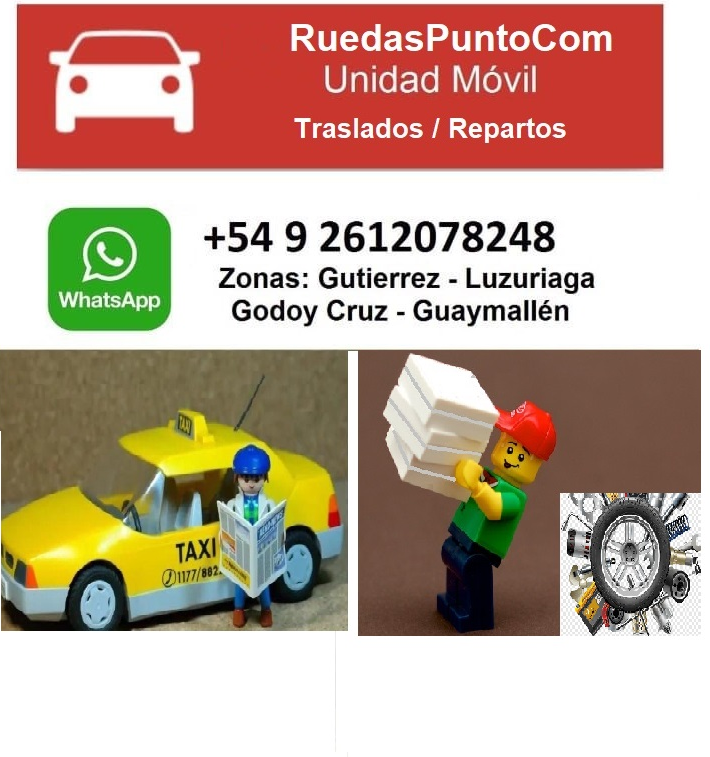 RuedasPuntoCom
Unidad Móvil
Traslados / Repartos
WhatsApp
+54 9 2612078248
Zonas: Gutierrez - Luzuriaga
Godoy Cruz - Guaymallén
TAXI
TAXI